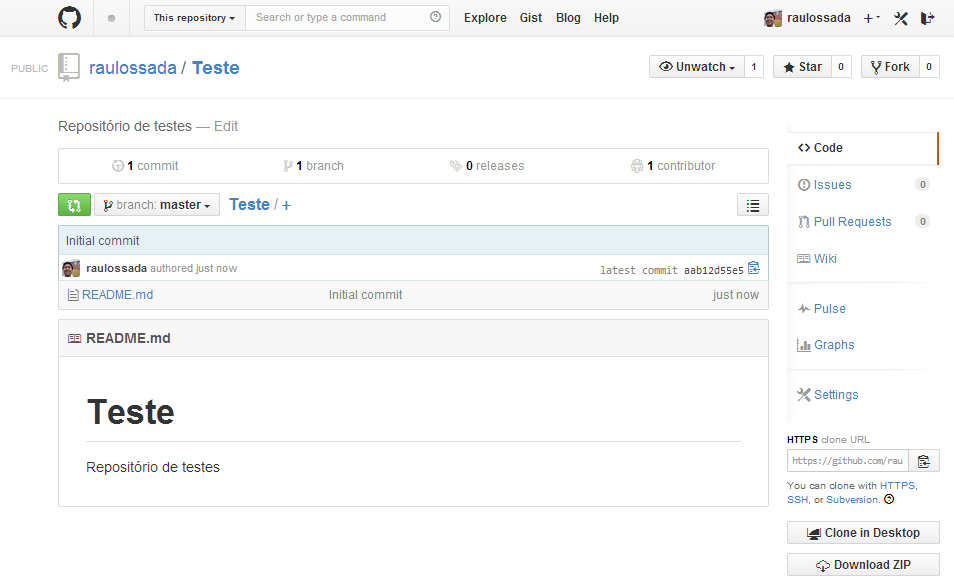 This repository Search or type a command Explore Gist Blog Help raulossada
PUBLIC raulossada / Teste Unwatch 1 Star 0 Fork 0
Repositório de testes — Edit
1 commit 1 branch 0 releases 1 contributor
branch: master Teste / +
Initial commit
raulossada authored just now latest commit aab12d55e5
README.md Initial commit just now
README.md
Teste
Repositório de testes
Code
Issues 0
Pull Requests 0
Wiki
Pulse
Graphs
Settings
HTTPS clone URL
https://github.com/rau
You can clone with HTTPS,
SSH, or Subversion.
Clone in Desktop
Download ZIP